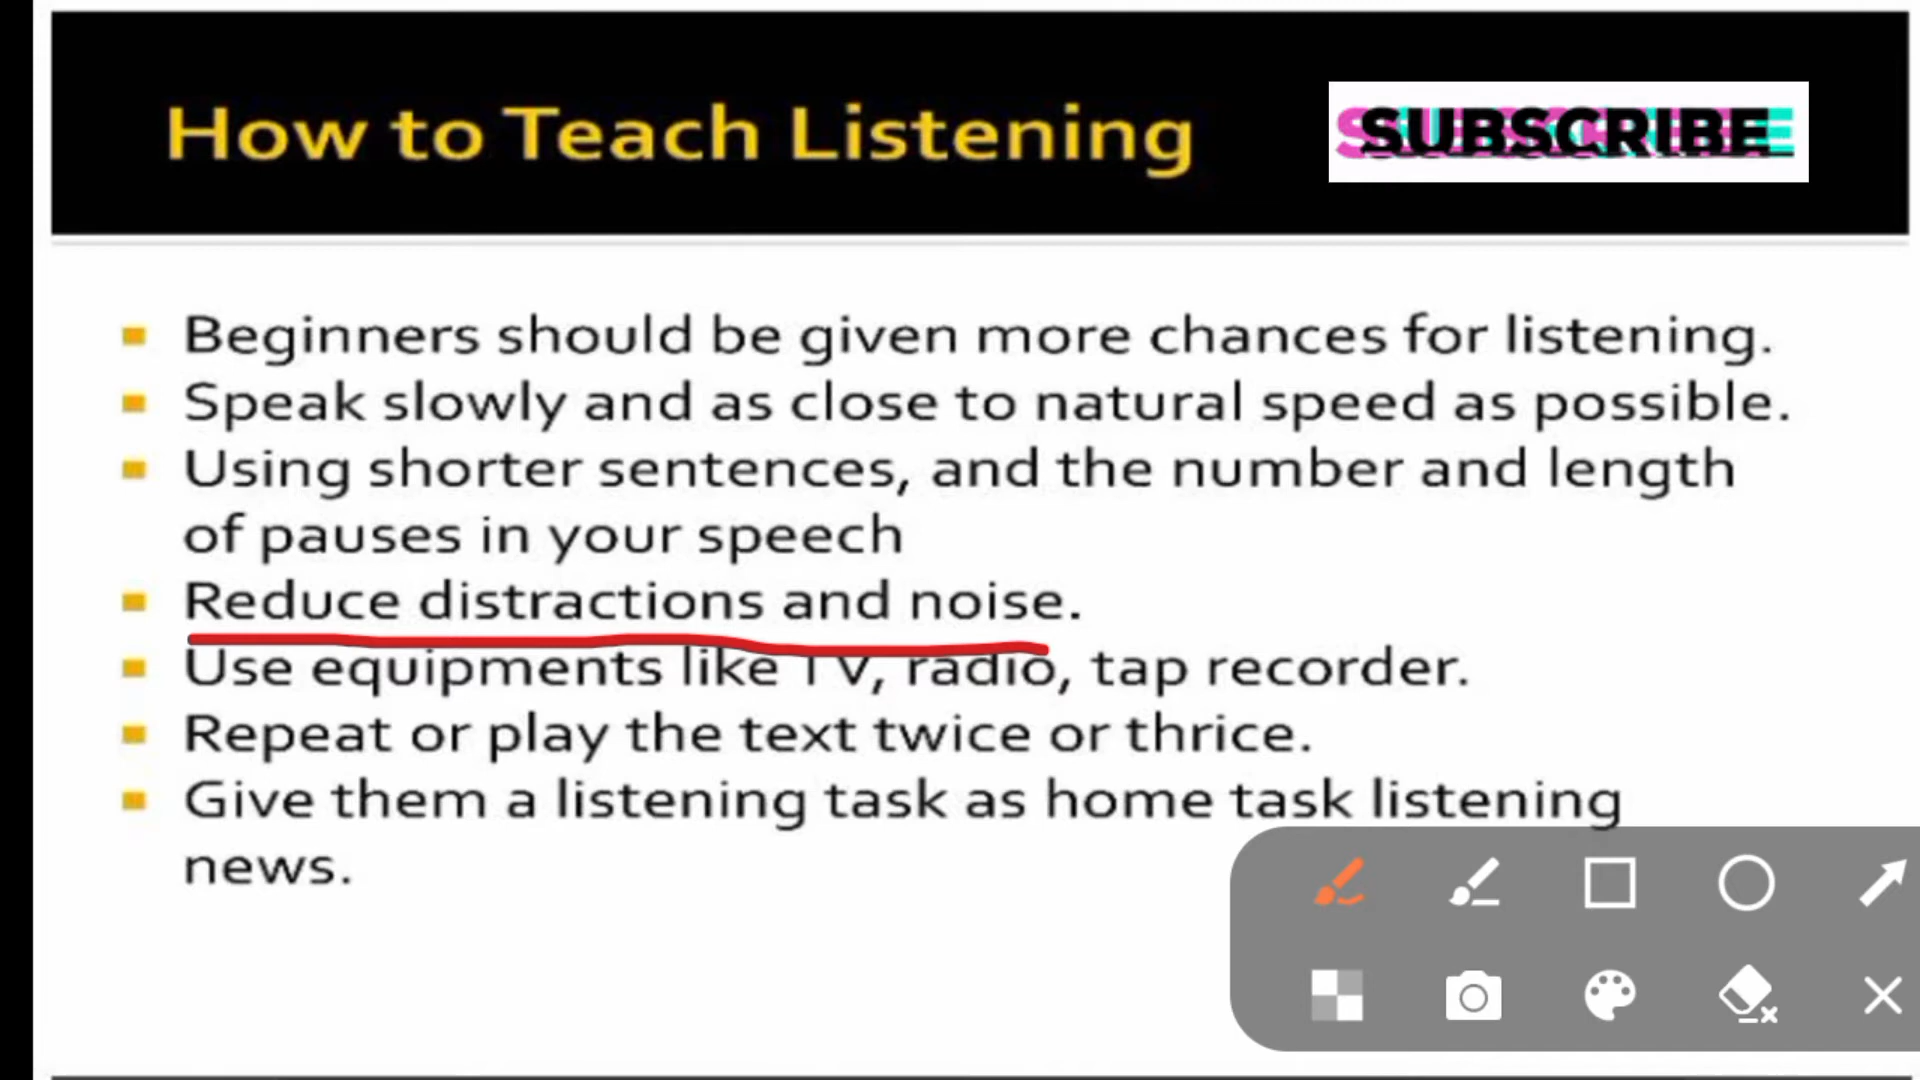 How to Teach Listening
SUBSCRIBE
Beginners should be given more chances for listening.
Speak slowly and as close to natural speed as possible.
Using shorter sentences, and the number and length
of pauses in your speech
Reduce distractions and noise.
Use equipments like TV, radio, tap recorder.
Repeat or play the text twice or thrice.
Give them a listening task as home task listening
news.